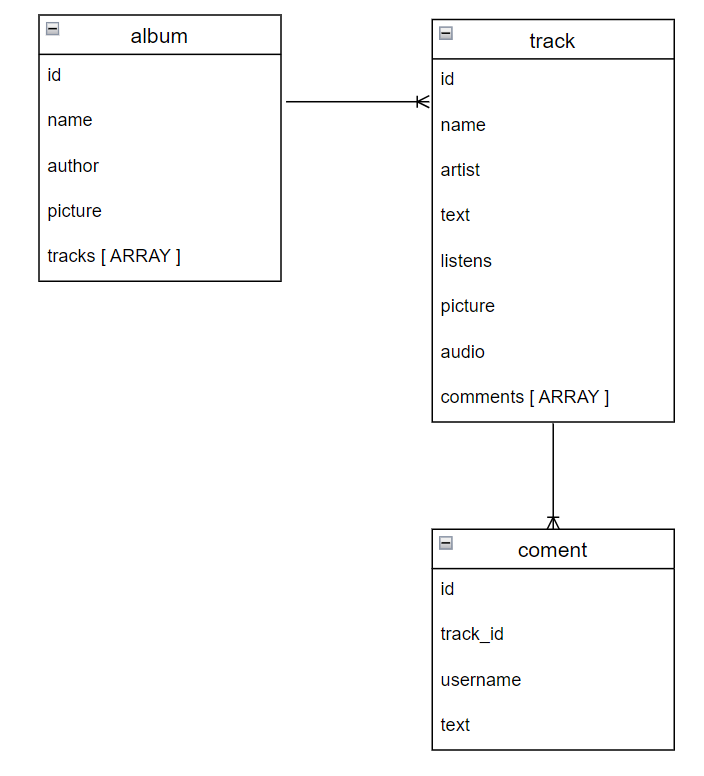 album
id
name
author
picture
tracks [ ARRAY ]
track
id
name
artist
text
listens
picture
audio
comments [ ARRAY ]
coment
id
track_id
username
text